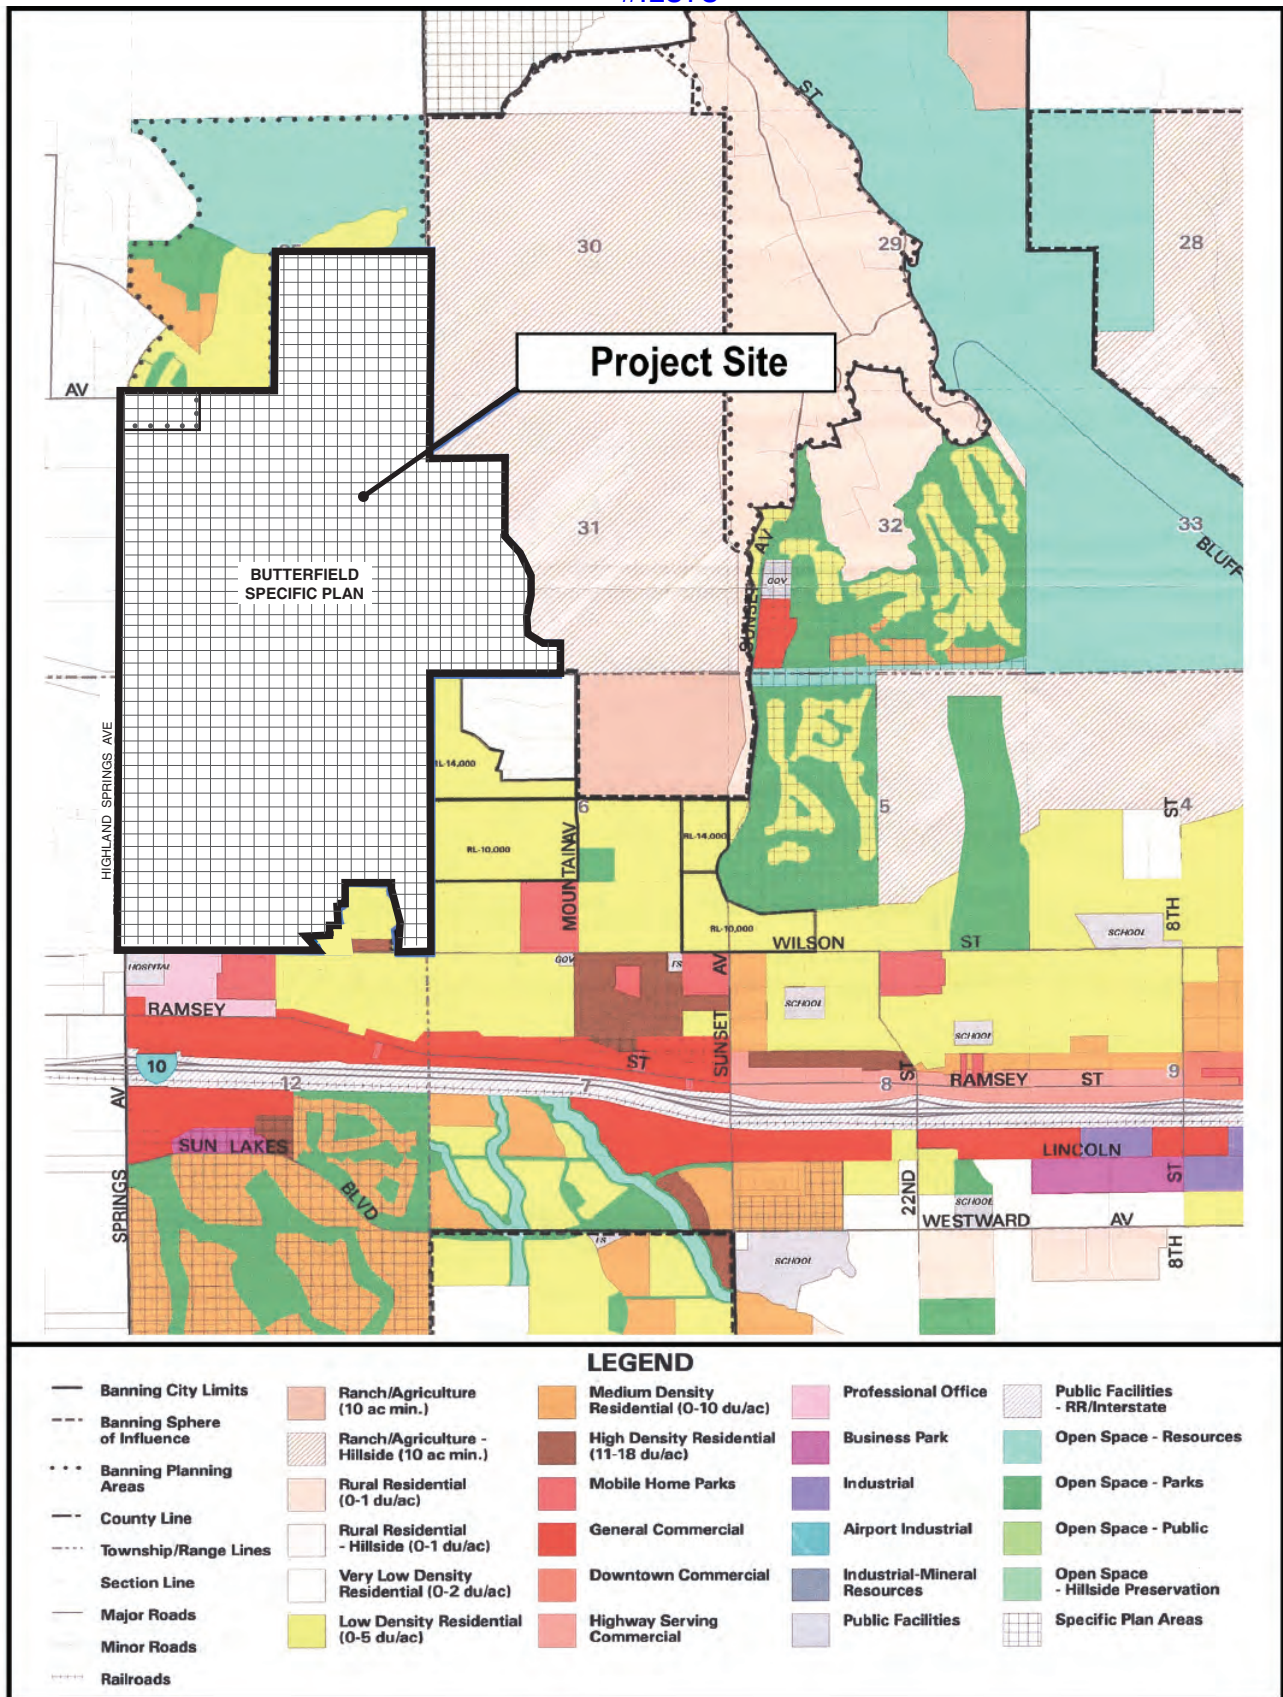 ST
30
29
28
Project Site
AV
31
32
33
BLUFF
AV
SUNSET
GOV
BUTTERFIELD
SPECIFIC PLAN
HIGHLAND SPRINGS AVE
RL-14,000
6
5
4
ST
RL-10,000
RL-14,000
MOUNTAIN AV
8TH
RL-10,000
WILSON
ST
SCHOOL
HOSPITAL
GOV
FS
AV
RAMSEY
SCHOOL
SCHOOL
SUNSET
10
ST
12
7
8
ST
RAMSEY
ST
9
AV
SUN LAKES
LINCOLN
ST
SPRINGS
BLVD
22ND
SCHOOL
WESTWARD
AV
FS
SCHOOL
8TH
LEGEND
Banning City Limits
Banning Sphere
of Influence
Banning Planning
Areas
County Line
Township/Range Lines
Section Line
Major Roads
Minor Roads
Railroads
Ranch/Agriculture
(10 ac min.)
Ranch/Agriculture -
Hillside (10 ac min.)
Rural Residential
(0-1 du/ac)
Rural Residential
- Hillside (0-1 du/ac)
Very Low Density
Residential (0-2 du/ac)
Low Density Residential
(0-5 du/ac)
Medium Density
Residential (0-10 du/ac)
High Density Residential
(11-18 du/ac)
Mobile Home Parks
General Commercial
Downtown Commercial
Highway Serving
Commercial
Professional Office
Business Park
Industrial
Airport Industrial
Industrial-Mineral
Resources
Public Facilities
Public Facilities
- RR/Interstate
Open Space - Resources
Open Space - Parks
Open Space - Public
Open Space
- Hillside Preservation
Specific Plan Areas